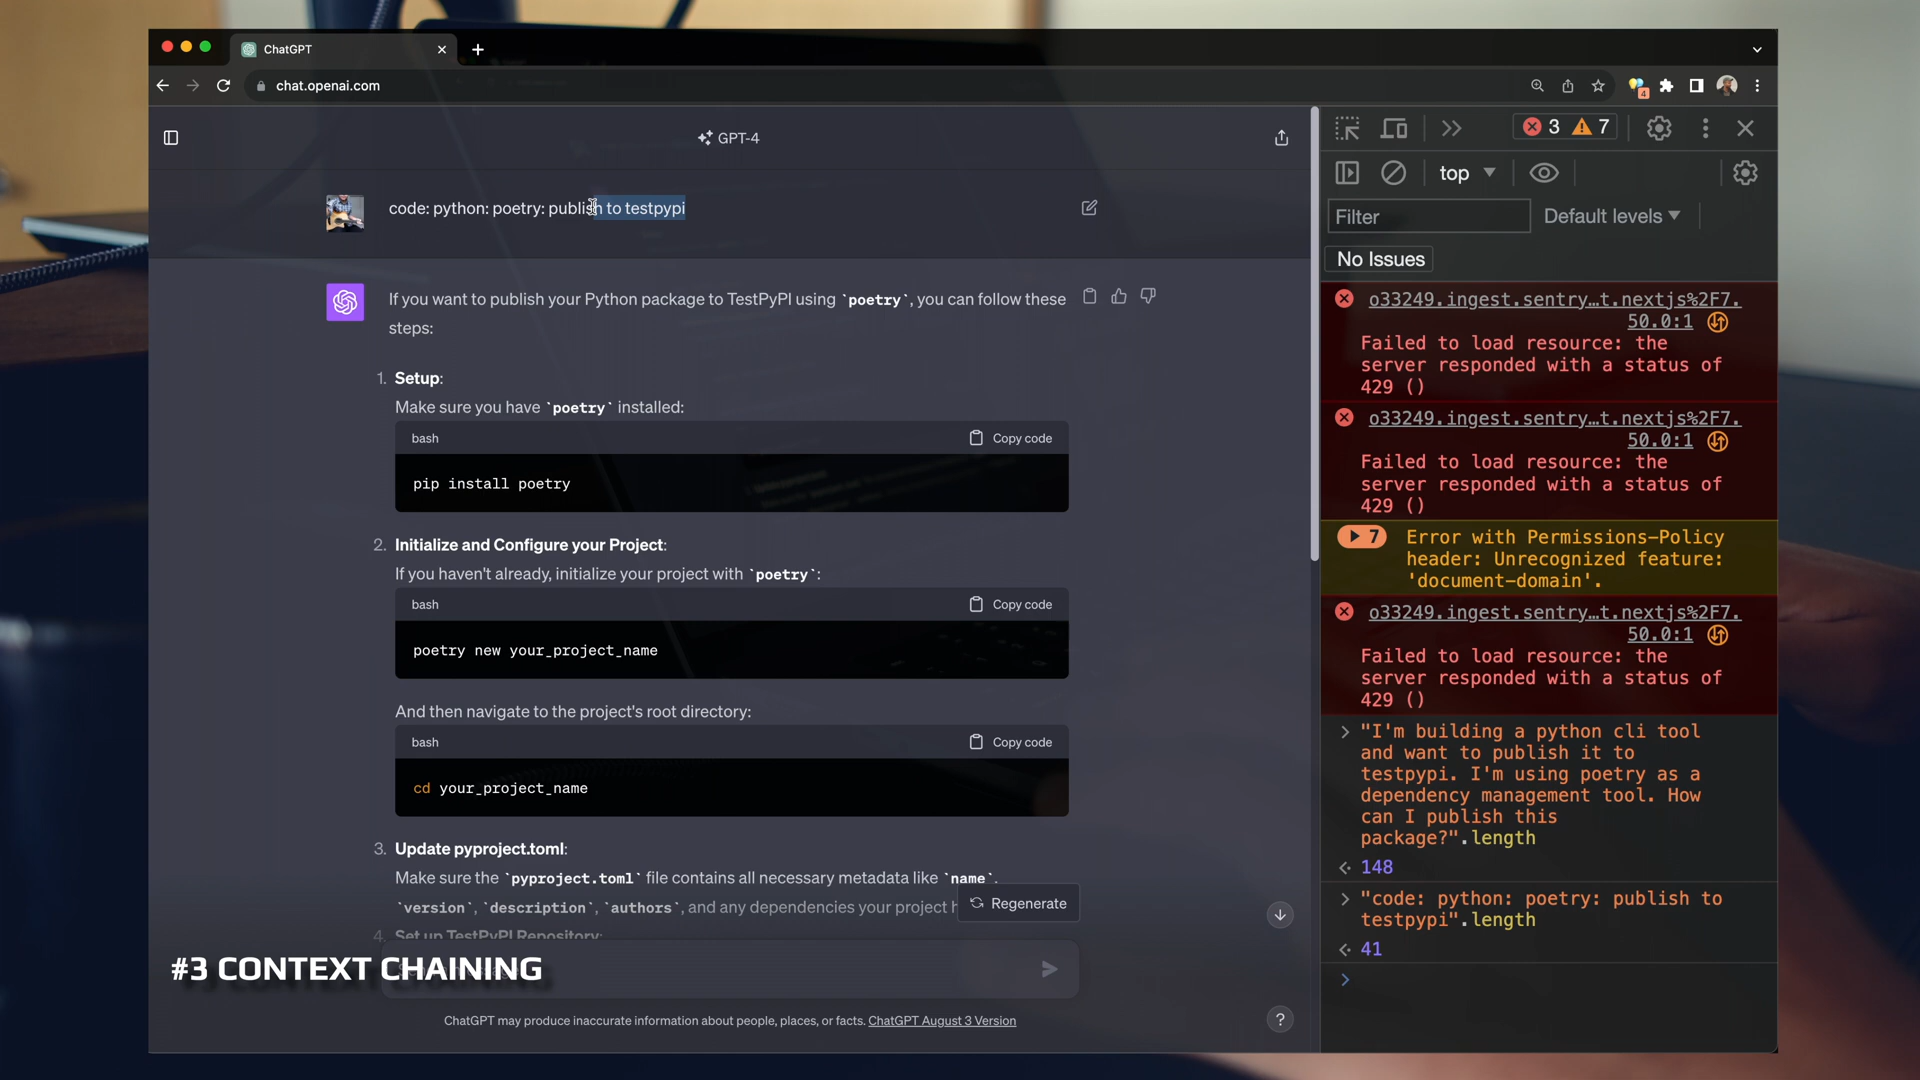 ChatGPT
chat.openai.com
4
GPT-4
code: python: poetry: publish to testpypi
If you want to publish your Python package to TestPyPI using `poetry`, you can follow these
steps:
1. Setup:
Make sure you have `poetry` installed:
bash
Copy code
pip install poetry
2. Initialize and Configure your Project:
If you haven't already, initialize your project with `poetry`:
bash
Copy code
poetry new your_project_name
And then navigate to the project's root directory:
bash
Copy code
cd your_project_name
3. Update pyproject.toml:
Make sure the `pyproject.toml` file contains all necessary metadata like `name`,
`version`, `description`, `authors`, and any dependencies your project h
Regenerate
4. Set up TestPyPI Repository:
#3 CONTEXT CHAINING
ChatGPT may produce inaccurate information about people, places, or facts. ChatGPT August 3 Version
?
3 7
top
Filter
Default levels
No Issues
o33249.ingest.sentry…t.nextjs%2F7.
50.0:1
Failed to load resource: the
server responded with a status of
429 ()
o33249.ingest.sentry…t.nextjs%2F7.
50.0:1
Failed to load resource: the
server responded with a status of
429 ()
7
Error with Permissions-Policy
header: Unrecognized feature:
'document-domain'.
o33249.ingest.sentry…t.nextjs%2F7.
50.0:1
Failed to load resource: the
server responded with a status of
429 ()
"I'm building a python cli tool
and want to publish it to
testpypi. I'm using poetry as a
dependency management tool. How
can I publish this
package?".length
148
"code: python: poetry: publish to
testpypi".length
41